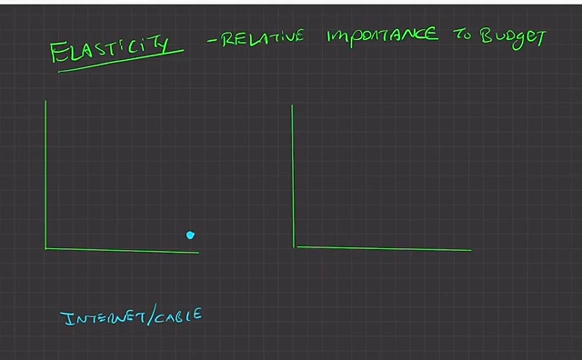 ELASTICITY - RELATIVE IMPORTANCE TO BUDGET
INTERNET/CABLE